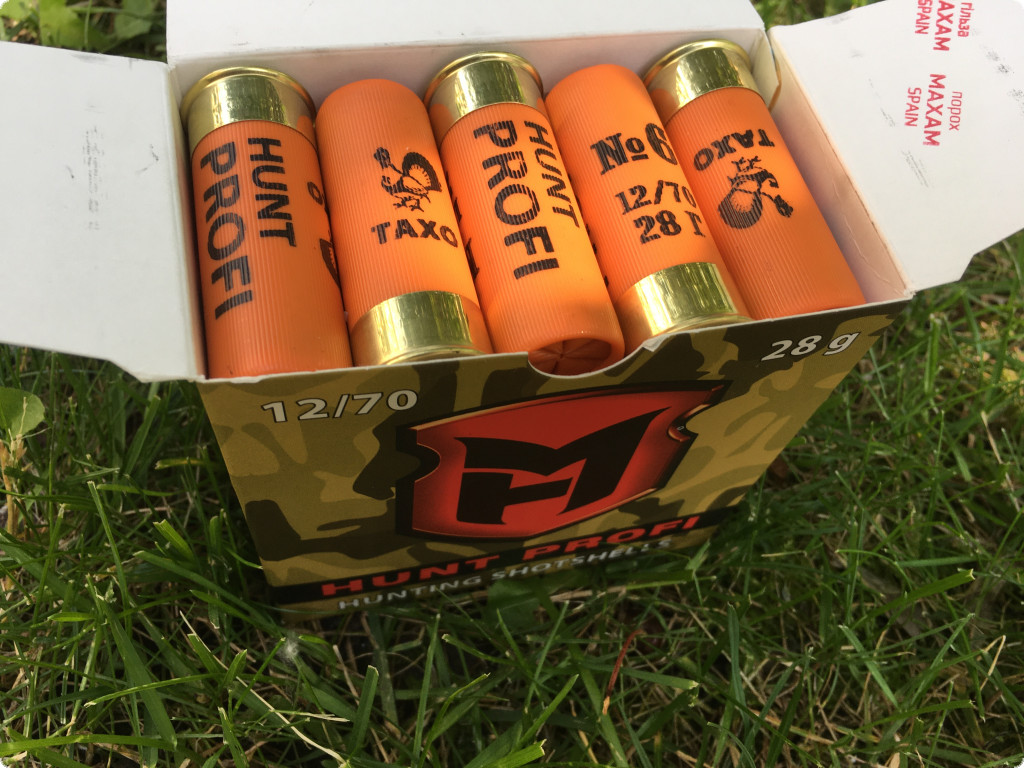 гільза
MAXAM
SPAIN
порох
MAXAM
SPAIN
HUNT
PROFI
TAXO
HUNT
PROFI
№6
12/70
28 Г
TAXO
12/70
28 g
HUNT PROFI
HUNTING SHOTSHELLS